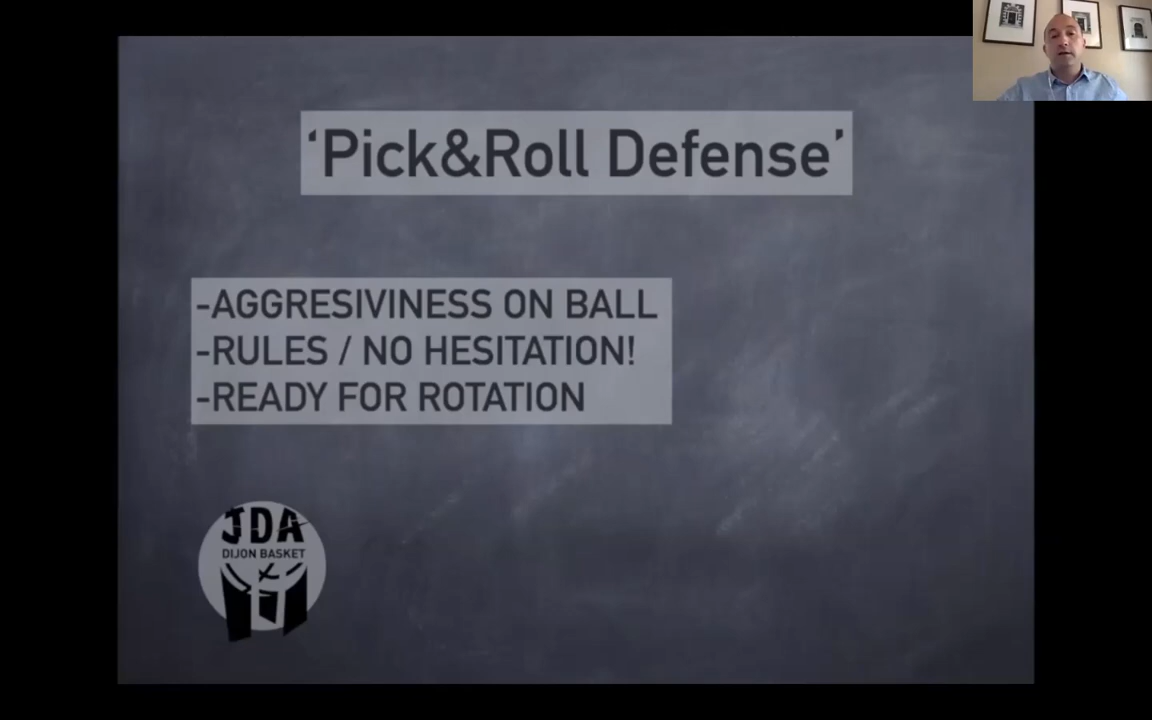 ‘Pick&Roll Defense’
-AGGRESIVINESS ON BALL
-RULES / NO HESITATION!
-READY FOR ROTATION
JDA
DIJON BASKET